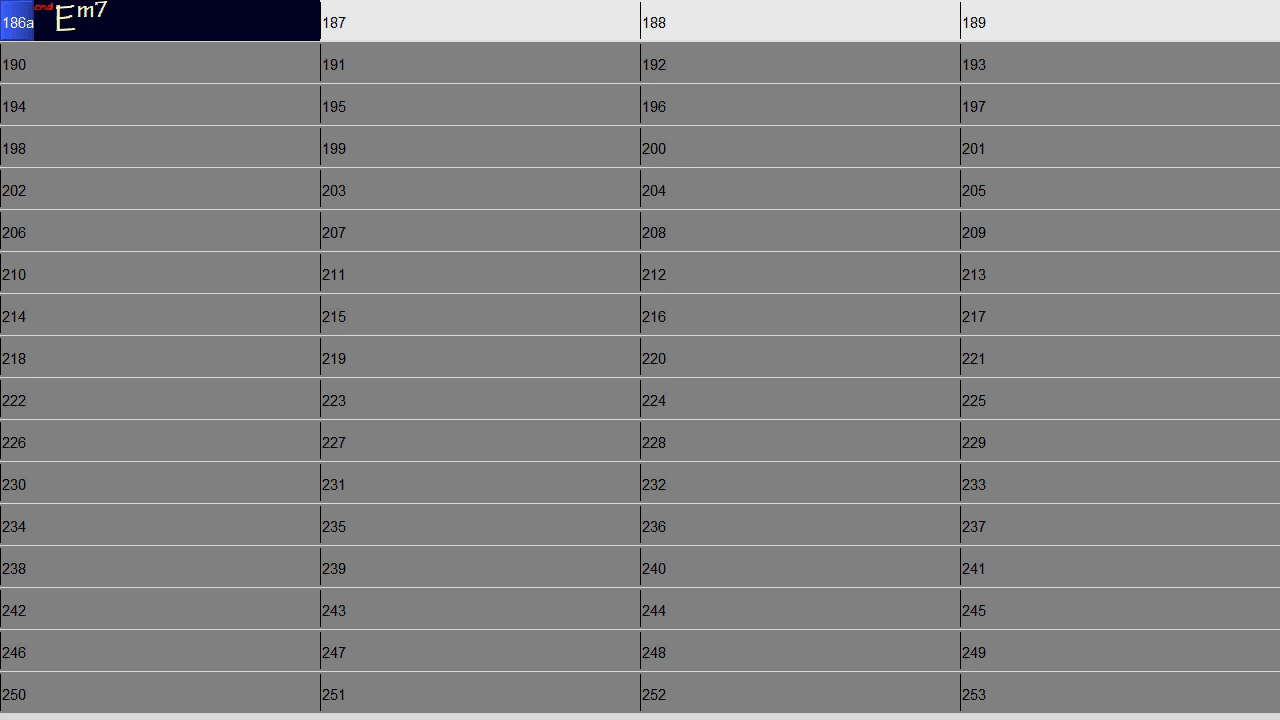 186a end Em7 187 188 189
190 191 192 193
194 195 196 197
198 199 200 201
202 203 204 205
206 207 208 209
210 211 212 213
214 215 216 217
218 219 220 221
222 223 224 225
226 227 228 229
230 231 232 233
234 235 236 237
238 239 240 241
242 243 244 245
246 247 248 249
250 251 252 253